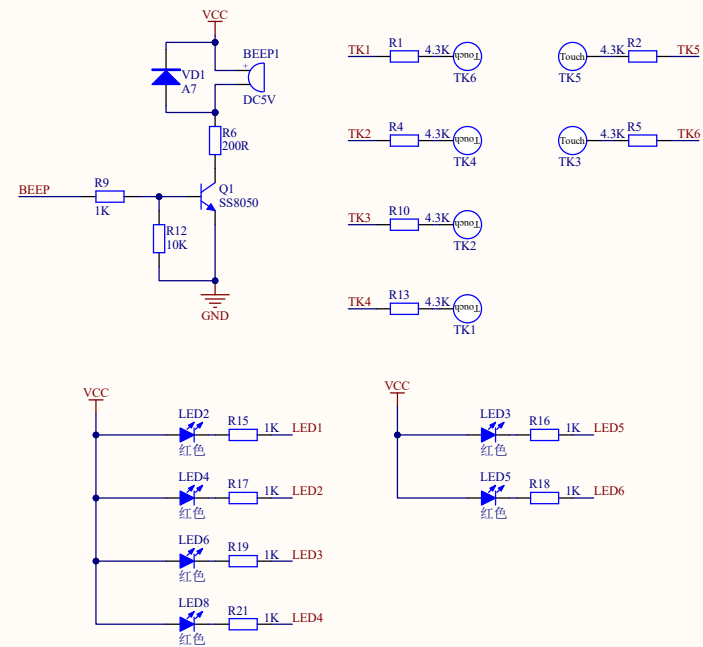 VCC
BEEP1
+
VD1
A7
DC5V
R6
200R
BEEP
R9
1K
Q1
SS8050
R12
10K
GND
TK1
R1
4.3K
Touch
TK6
Touch
4.3K
R2
TK5
TK5
TK2
R4
4.3K
Touch
TK4
Touch
4.3K
R5
TK6
TK3
TK3
R10
4.3K
Touch
TK2
TK4
R13
4.3K
Touch
TK1
VCC
LED2
R15
1K
LED1
红色
LED4
R17
1K
LED2
红色
LED6
R19
1K
LED3
红色
LED8
R21
1K
LED4
红色
VCC
LED3
R16
1K
LED5
红色
LED5
R18
1K
LED6
红色